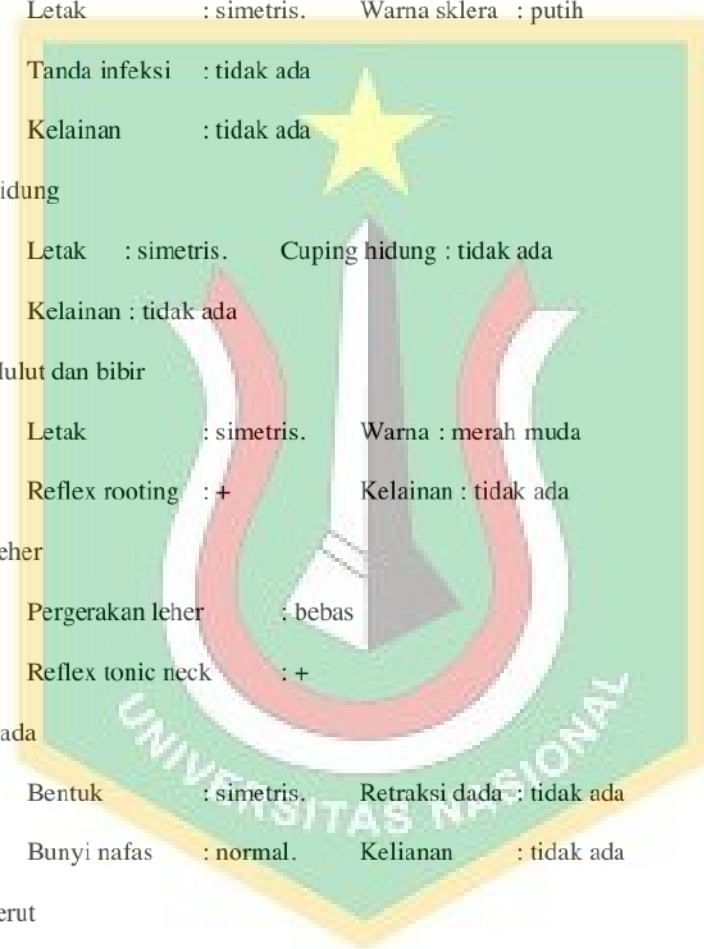 Letak : simetris. Warna sklera : putih
Tanda infeksi : tidak ada
Kelainan : tidak ada
idung
Letak : simetris. Cuping hidung : tidak ada
Kelainan : tidak ada
ulut dan bibir
Letak : simetris. Warna : merah muda
Reflex rooting : + Kelainan : tidak ada
eher
Pergerakan leher : bebas
Reflex tonic neck : +
ada
Bentuk : simetris. Retraksi dada : tidak ada
Bunyi nafas : normal. Kelianan : tidak ada
erut
UNIVERSITAS NASIONAL